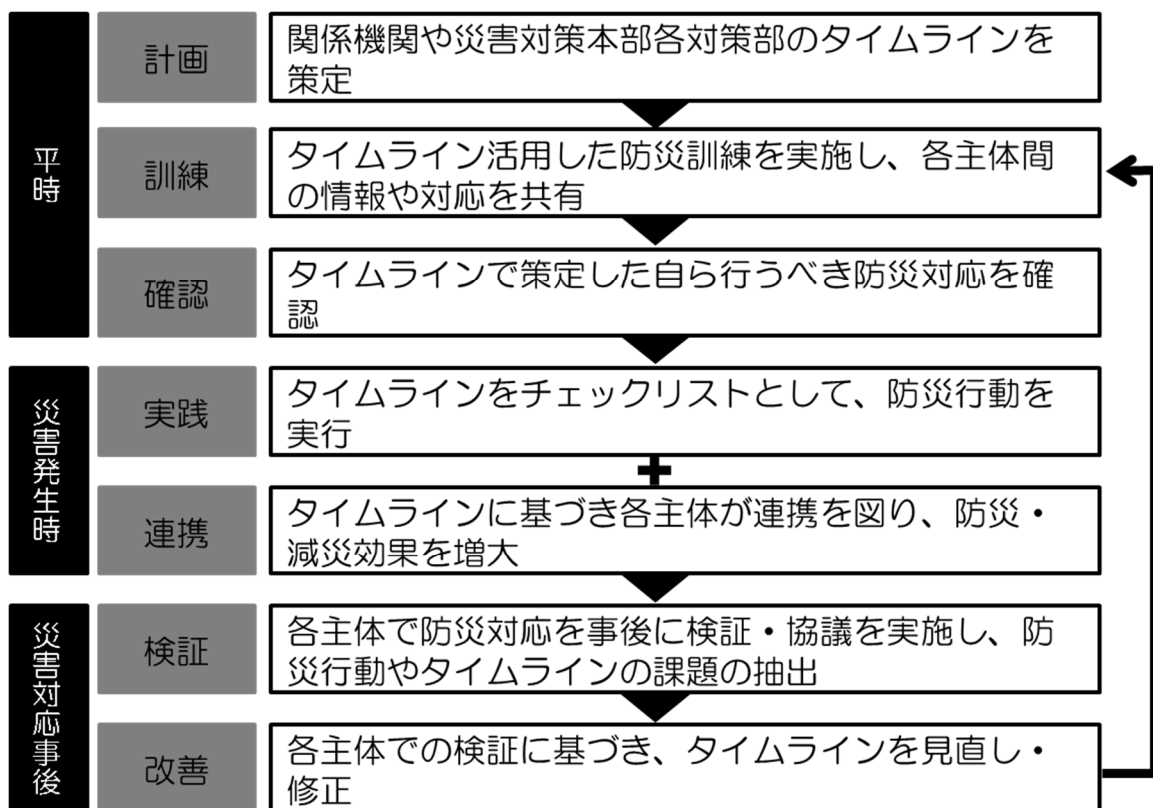 平時
計画
関係機関や災害対策本部各対策部のタイムラインを
策定
訓練
タイムライン活用した防災訓練を実施し、各主体間
の情報や対応を共有
確認
タイムラインで策定した自ら行うべき防災対応を確
認
災害発生時
実践
タイムラインをチェックリストとして、防災行動を
実行
連携
タイムラインに基づき各主体が連携を図り、防災・
減災効果を増大
災害対応事後
検証
各主体で防災対応を事後に検証・協議を実施し、防
災行動やタイムラインの課題の抽出
改善
各主体での検証に基づき、タイムラインを見直し・
修正